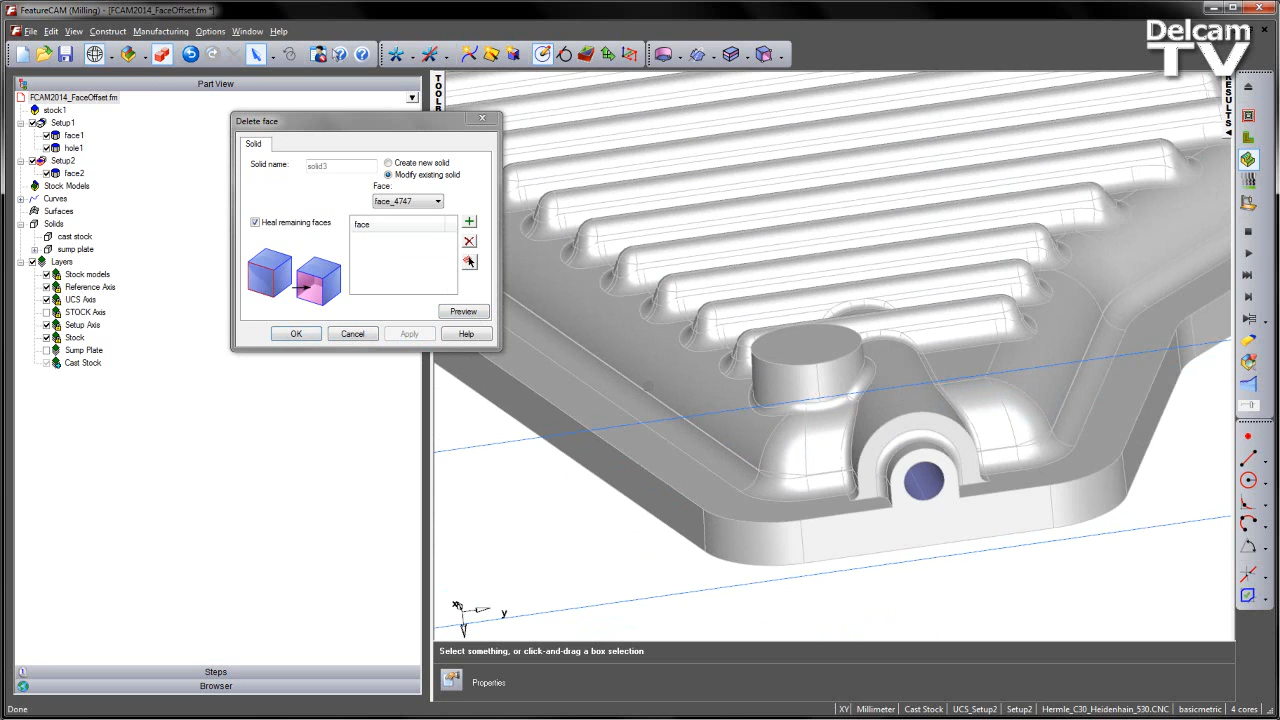 FeatureCAM (Milling) - [FCAM2014_FaceOffset.fm *]
File Edit View Construct Manufacturing Options Window Help
Delcam
TV
Part View
FCAM2014_FaceOffset.fm
stock1
Setup1
face1
hole1
Setup2
face2
Stock Models
Curves
Surfaces
Solids
cast stock
sump plate
Layers
Stock models
Reference Axis
UCS Axis
STOCK Axis
Setup Axis
Stock
Sump Plate
Cast Stock
Steps
Browser
Delete face
Solid
Solid name: solid3
Create new solid
Modify existing solid
Face:
face_4747
Heal remaining faces
face
Preview
OK Cancel Apply Help
TOOLB
RESULTS
x y
Select something, or click-and-drag a box selection
Properties
Done XY Millimeter Cast Stock UCS_Setup2 Setup2 Hermle_C30_Heidenhain_530.CNC basicmetric 4 cores